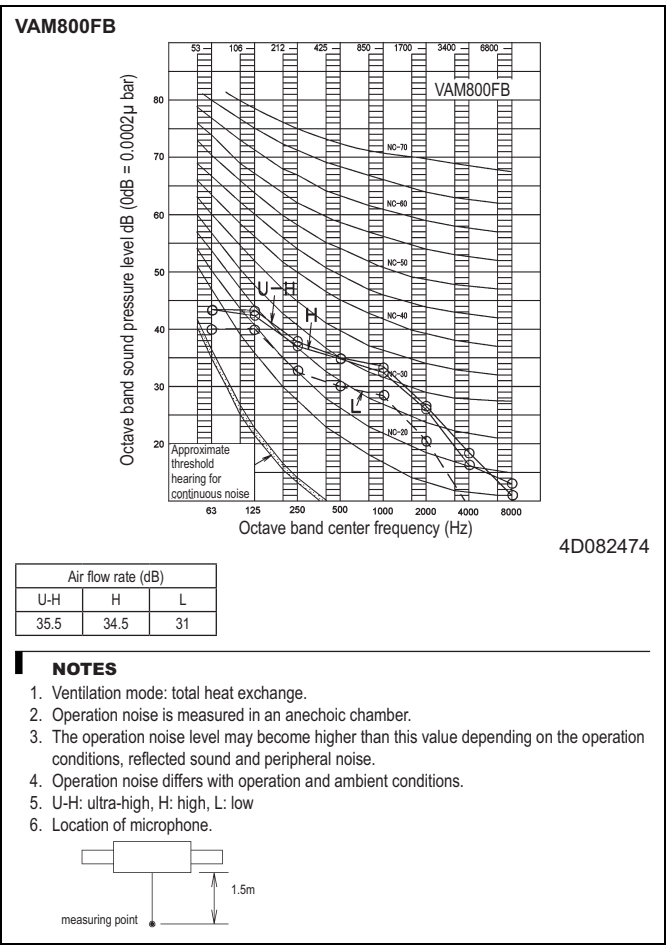 VAM800FB
53 106 212 425 850 1700 3400 6800
VAM800FB
Octave band sound pressure level dB (0dB = 0.0002µ bar)
80
70
60
50
40
30
20
NC-70
NC-60
NC-50
NC-40
NC-30
NC-20
U-H
H
L
Approximate
threshold
hearing for
continuous noise
63 125 250 500 1000 2000 4000 8000
Octave band center frequency (Hz)
4D082474
Air flow rate (dB)
U-H H L
35.5 34.5 31
NOTES
1. Ventilation mode: total heat exchange.
2. Operation noise is measured in an anechoic chamber.
3. The operation noise level may become higher than this value depending on the operation
conditions, reflected sound and peripheral noise.
4. Operation noise differs with operation and ambient conditions.
5. U-H: ultra-high, H: high, L: low
6. Location of microphone.
1.5m
measuring point